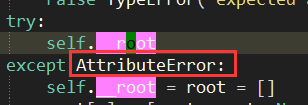 raise TypeError('expected a
try:
self.__root
except AttributeError:
self.__root = root = []